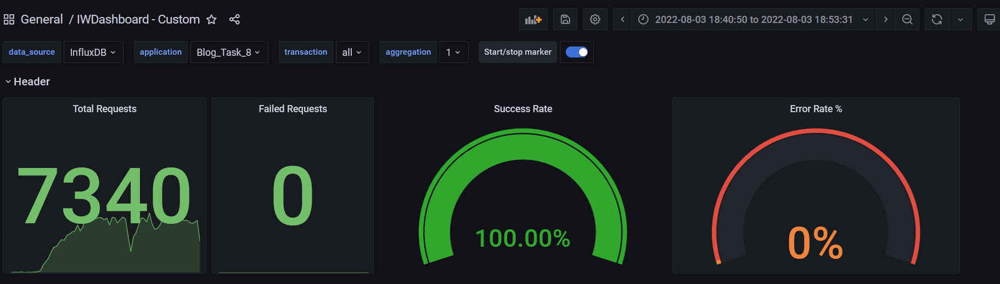 General / IWDashboard - Custom
2022-08-03 18:40:50 to 2022-08-03 18:53:31
data_source InfluxDB application Blog_Task_8 transaction all aggregation 1 Start/stop marker
Header
Total Requests
7340
Failed Requests
0
Success Rate
100.00%
Error Rate %
0%